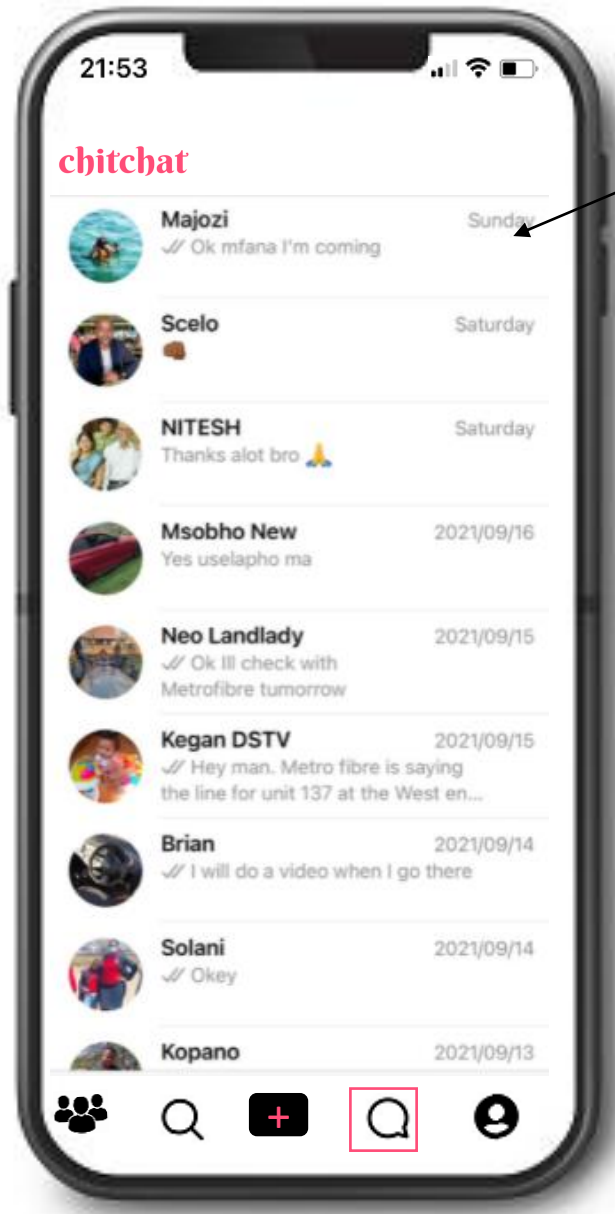 21:53
chitchat
Majozi Sunday
Ok mfana I'm coming
Scelo Saturday
NITESH Saturday
Thanks alot bro 🙏
Msobho New 2021/09/16
Yes uselapho ma
Neo Landlady 2021/09/15
Ok Ill check with
Metrofibre tumorrow
Kegan DSTV 2021/09/15
Hey man. Metro fibre is saying
the line for unit 137 at the West en...
Brian 2021/09/14
I will do a video when I go there
Solani 2021/09/14
Okey
Kopano 2021/09/13